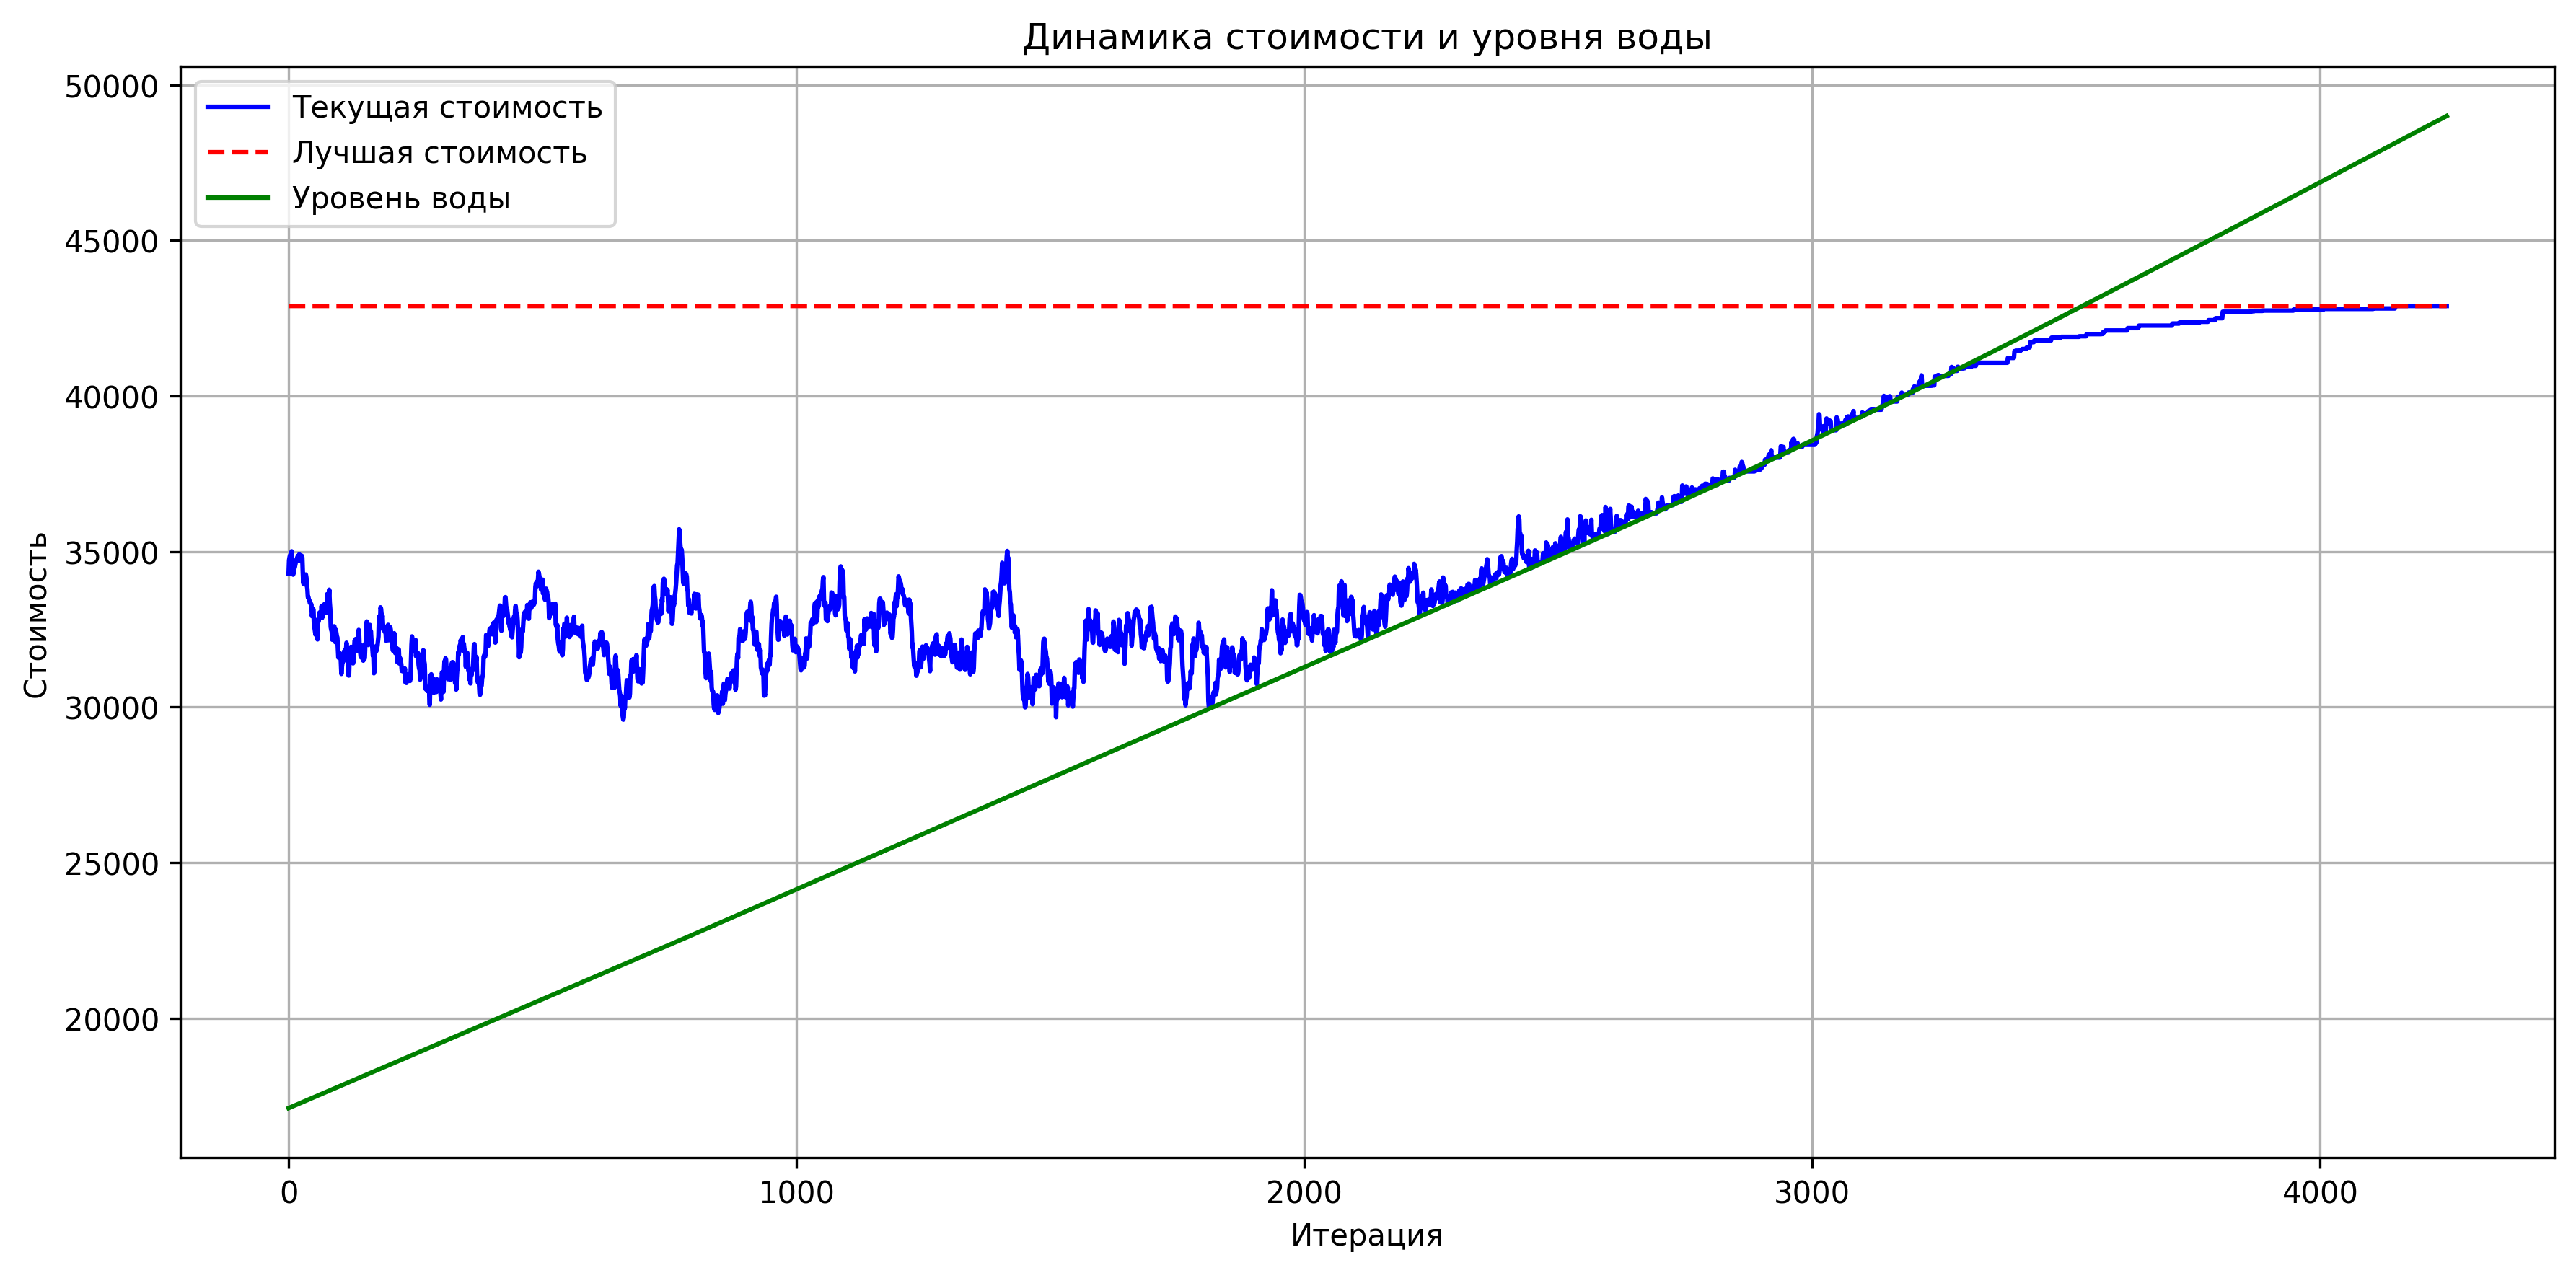 Динамика стоимости и уровня воды
50000
45000
40000
35000
30000
25000
20000
Стоимость
Текущая стоимость
Лучшая стоимость
Уровень воды
0 1000 2000 3000 4000
Итерация